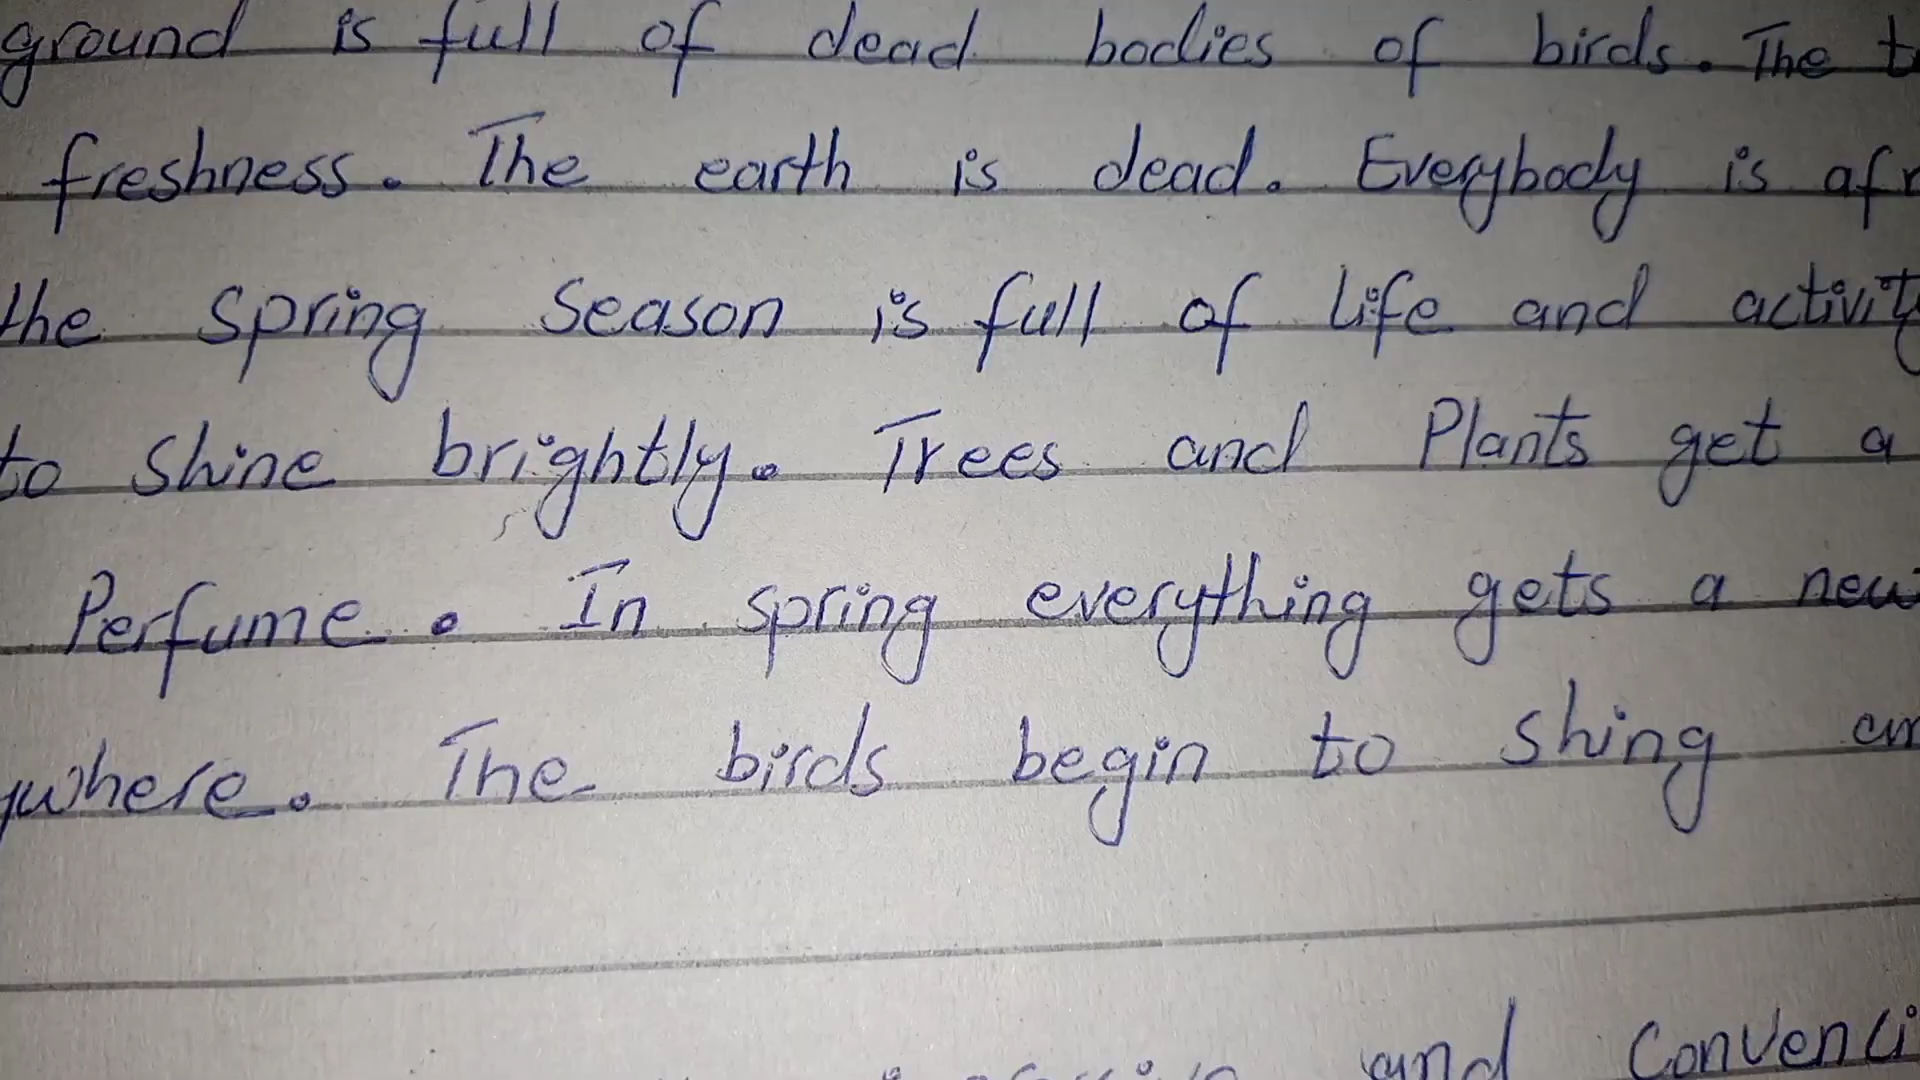 ground is full of dead bodies of birds. The
freshness. The earth is dead. Everybody is
the spring Season is full of life and
to shine brightly. Trees and Plants get a
Perfume. In spring everything gets a new
where. The birds begin to shing
and